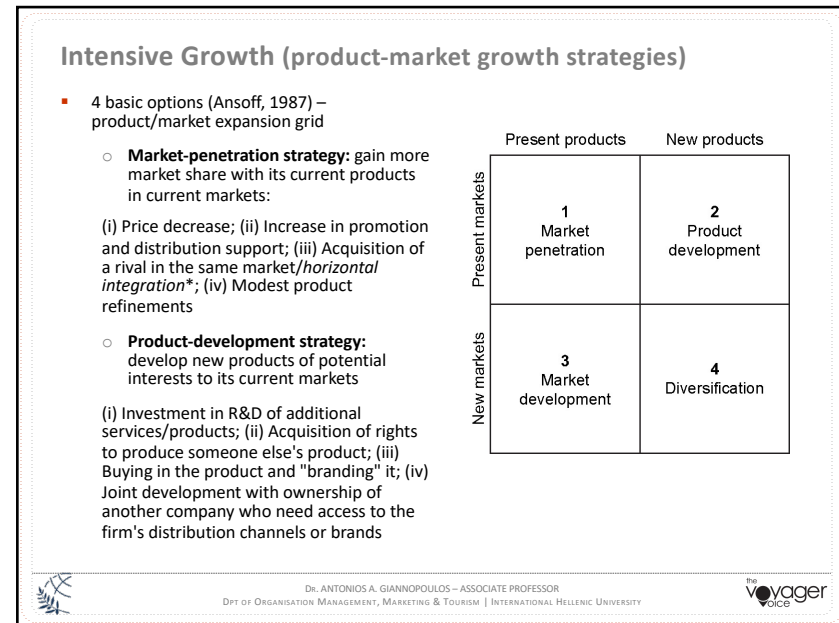 Intensive Growth (product-market growth strategies)
▪ 4 basic options (Ansoff, 1987) –
product/market expansion grid
○ Market-penetration strategy: gain more
market share with its current products
in current markets:
(i) Price decrease; (ii) Increase in promotion
and distribution support; (iii) Acquisition of
a rival in the same market/horizontal
integration*; (iv) Modest product
refinements
○ Product-development strategy:
develop new products of potential
interests to its current markets
(i) Investment in R&D of additional
services/products; (ii) Acquisition of rights
to produce someone else's product; (iii)
Buying in the product and "branding" it; (iv)
Joint development with ownership of
another company who need access to the
firm's distribution channels or brands
Present products New products
Present markets
1
Market
penetration
2
Product
development
New markets
3
Market
development
4
Diversification
DR. ANTONIOS A. GIANNOPOULOS – ASSOCIATE PROFESSOR
DPT OF ORGANISATION MANAGEMENT, MARKETING & TOURISM | INTERNATIONAL HELLENIC UNIVERSITY
the
voyager
voice